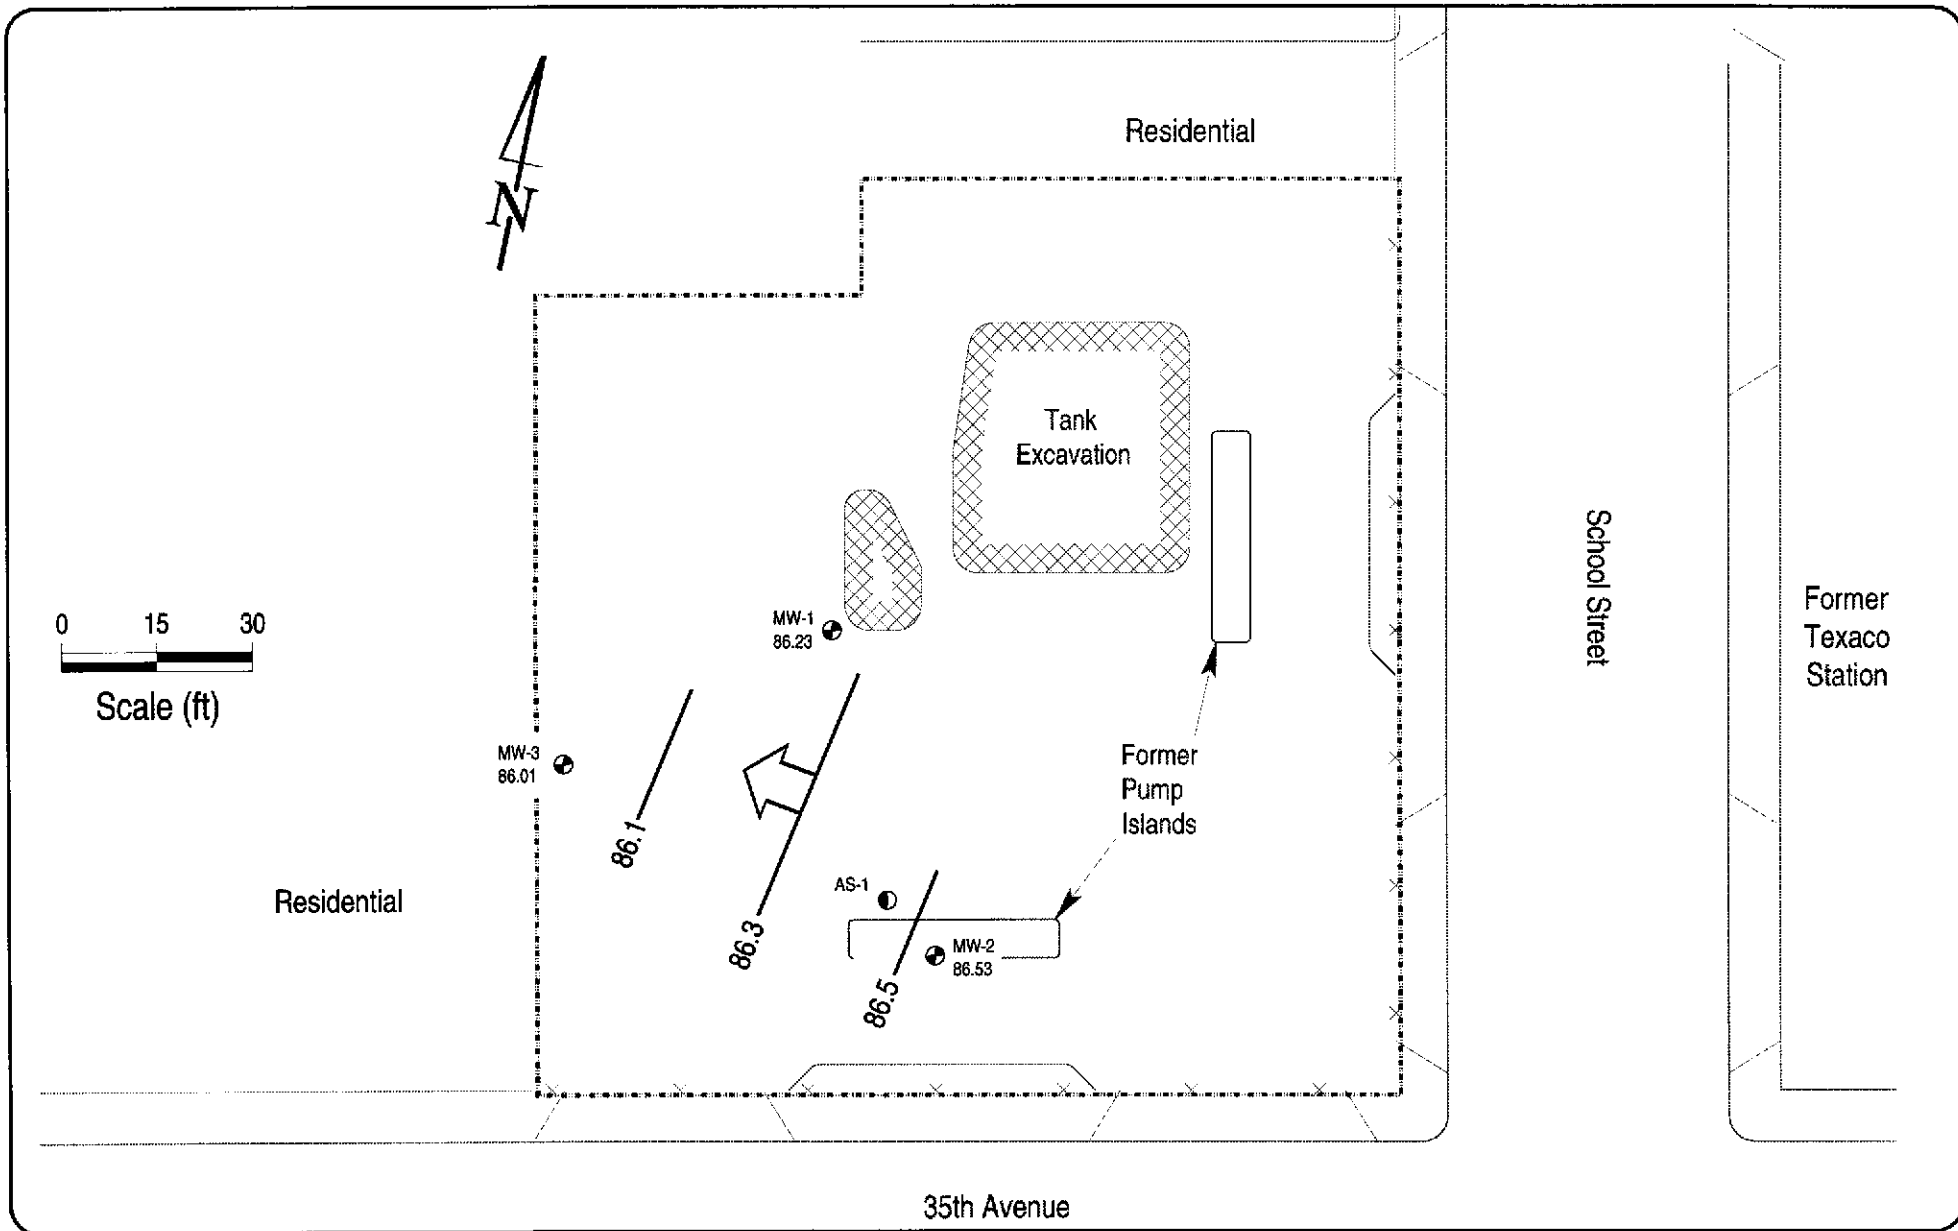 Residential
N
Tank
Excavation
School Street
Former
Texaco
Station
0 15 30
Scale (ft)
MW-1
86.23
MW-3
86.01
Former
Pump
Islands
86.1
AS-1
Residential
86.3
MW-2
86.53
86.5
35th Avenue